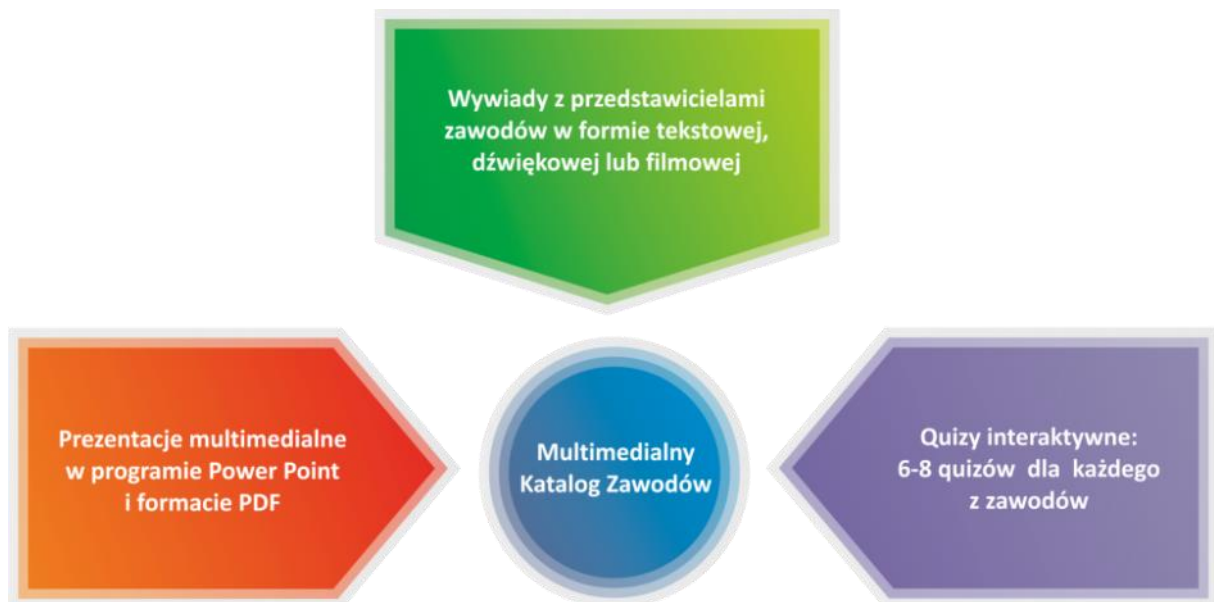 Wywiady z przedstawicielami
zawodów w formie tekstowej,
dźwiękowej lub filmowej
Prezentacje multimedialne
w programie Power Point
i formacie PDF
Multimedialny
Katalog Zawodów
Quizy interaktywne:
6-8 quizów dla każdego
z zawodów